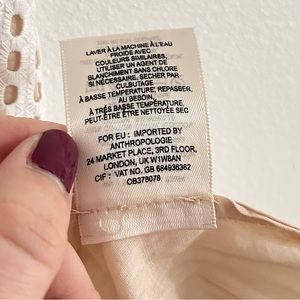 LAVER À LA MACHINE À L'EAU
FROIDE AVEC
COULEURS SIMILAIRES,
UTILISER UN AGENT DE
BLANCHIMENT SANS CHLORE
SI NÉCESSAIRE, SECHER PAR
CULBUTAGE
À BASSE TEMPÉRATURE, REPASSER,
AU BESOIN,
À TRÈS BASSE TEMPÉRATURE.
PEUT-ÊTRE NETTOYÉ SEC
FOR EU : IMPORTED BY
ANTHROPOLOGIE
24 MARKET PLACE, 3RD FLOOR,
LONDON, UK W1W8AN
CIF : VAT NO. GB 684936382
OB378078